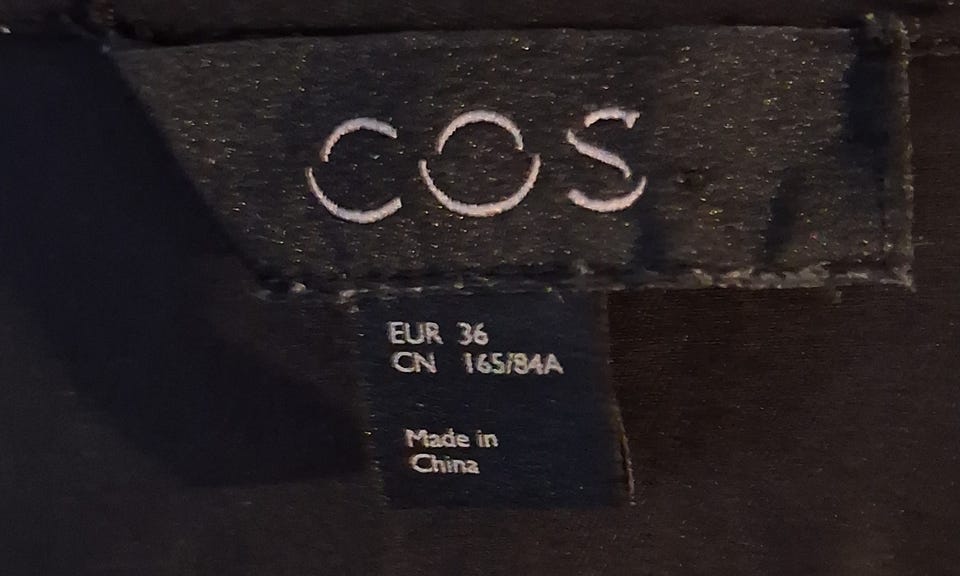 COS
EUR 36
CN 165/84A
Made in
China